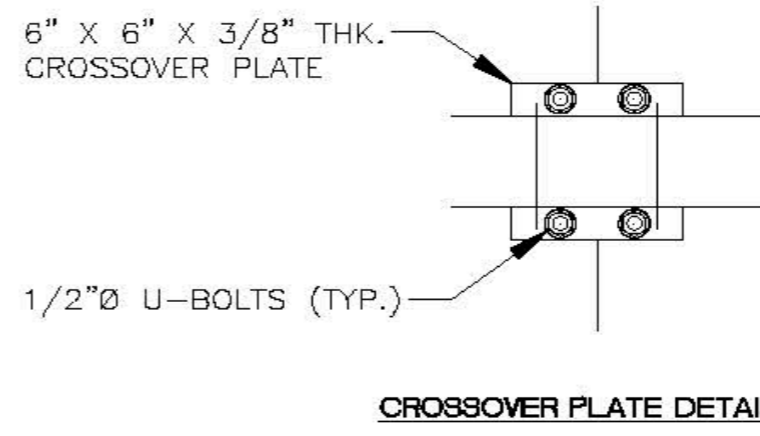 6" X 6" X 3/8" THK.
CROSSOVER PLATE
1/2"Ø U-BOLTS (TYP.)
CROSSOVER PLATE DETAI